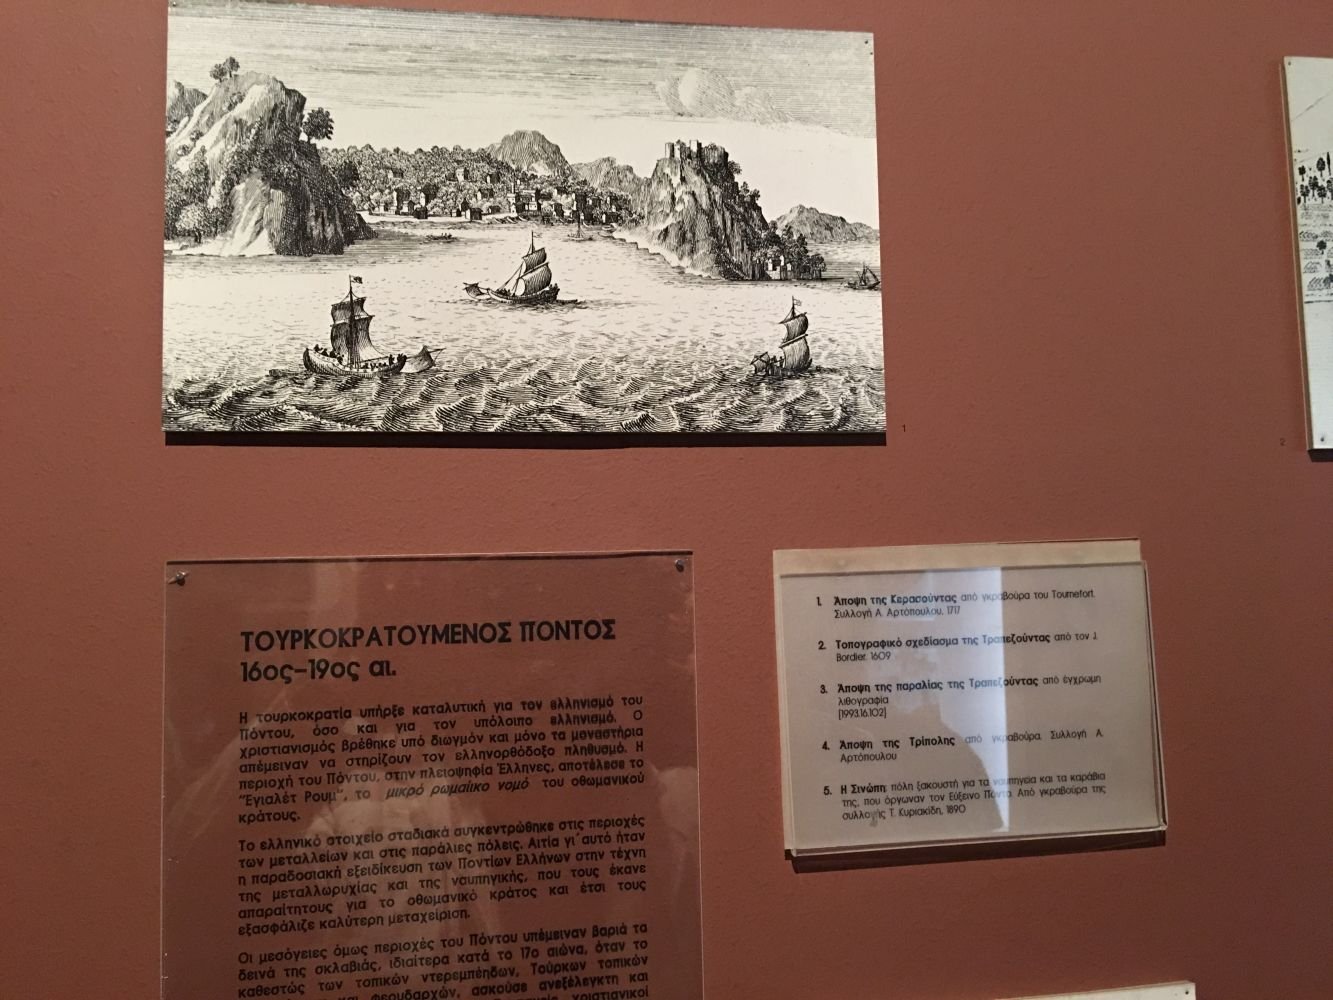 1
2
ΤΟΥΡΚΟΚΡΑΤΟΥΜΕΝΟΣ ΠΟΝΤΟΣ
16ος–19ος αι.
Η τουρκοκρατία υπήρξε καταλυτική για τον ελληνισμό του
Πόντου, όσο και για τον υπόλοιπο ελληνισμό. Ο
χριστιανισμός βρέθηκε υπό διωγμόν και μόνο τα μοναστήρια
απέμειναν να στηρίζουν τον ελληνορθόδοξο πληθυσμό. Η
περιοχή του Πόντου, στην πλειοψηφία Έλληνες, αποτέλεσε το
"Εγιαλέτ Ρουμ", το μικρό ρωμαίικο νομό του οθωμανικού
κράτους.
Το ελληνικό στοιχείο σταδιακά συγκεντρώθηκε στις περιοχές
των μεταλλείων και στις παράλιες πόλεις. Αιτία γι΄αυτό ήταν
η παραδοσιακή εξειδίκευση των Ποντίων Ελλήνων στην τέχνη
της μεταλλωρυχίας και της ναυπηγικής, που τους έκανε
απαραίτητους για το οθωμανικό κράτος και έτσι τους
εξασφάλιζε καλύτερη μεταχείριση.
Οι μεσόγειες όμως περιοχές του Πόντου υπέμειναν βαριά τα
δεινά της σκλαβιάς, ιδιαίτερα κατά το 17ο αιώνα, όταν το
καθεστώς των τοπικών ντερεμπέηδων, Τούρκων τοπικών
και φεουδαρχών, ασκούσε ανεξέλεγκτη και
χριστιανικοί
1. Άποψη της Κερασούντας από γκραβούρα του Tournefort.
Συλλογή Α. Αρτόπουλου, 1717
2. Τοπογραφικό σχεδίασμα της Τραπεζούντας από τον J.
Bordier. 1609
3. Άποψη της παραλίας της Τραπεζούντας από έγχρωμη
λιθογραφία
[1993.16.102]
4. Άποψη της Τρίπολης από γκραβούρα. Συλλογή Α.
Αρτόπουλου
5. Η Σινώπη: πόλη ξακουστή για τα ναυπηγεία και τα καράβια
της, που όργωναν τον Εύξεινο Πόντο. Από γκραβούρα της
συλλογής Τ. Κυριακίδη, 1890